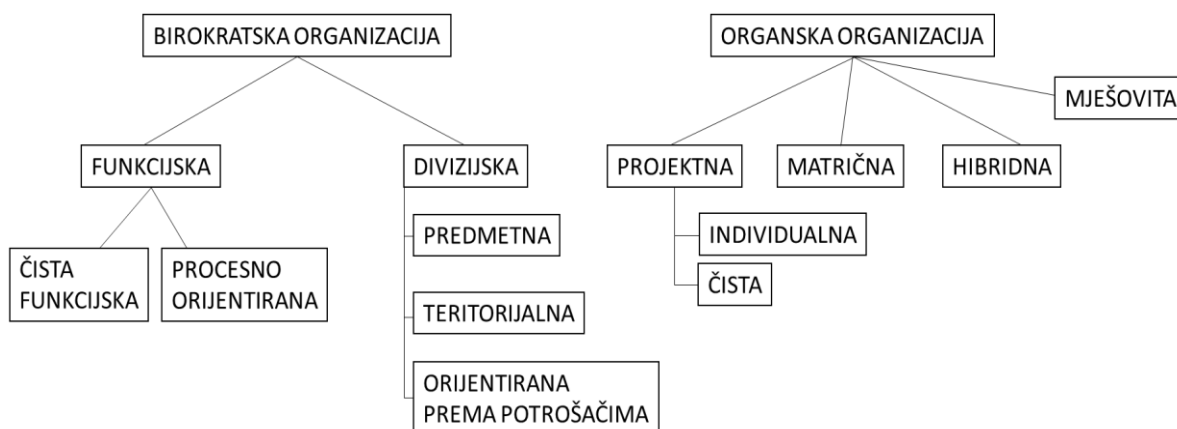 BIROKRATSKA ORGANIZACIJA
FUNKCIJSKA
ČISTA
FUNKCIJSKA
PROCESNO
ORIJENTIRANA
DIVIZIJSKA
PREDMETNA
TERITORIJALNA
ORIJENTIRANA
PREMA POTROŠAČIMA
ORGANSKA ORGANIZACIJA
PROJEKTNA
INDIVIDUALNA
ČISTA
MATRIČNA
HIBRIDNA
MJEŠOVITA